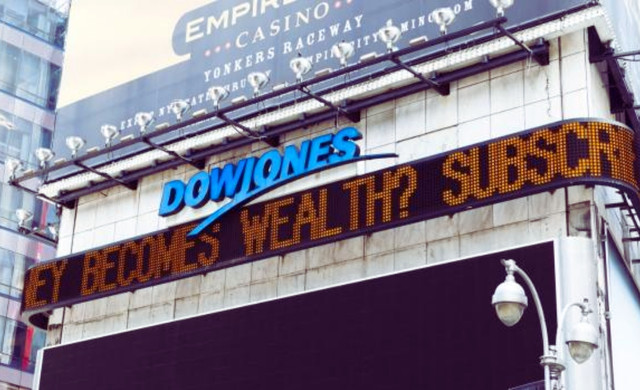 EMPIRE
CASINO
YONKERS RACEWAY
DOWJONES
EY BECOMES WEALTH? SUBSCR